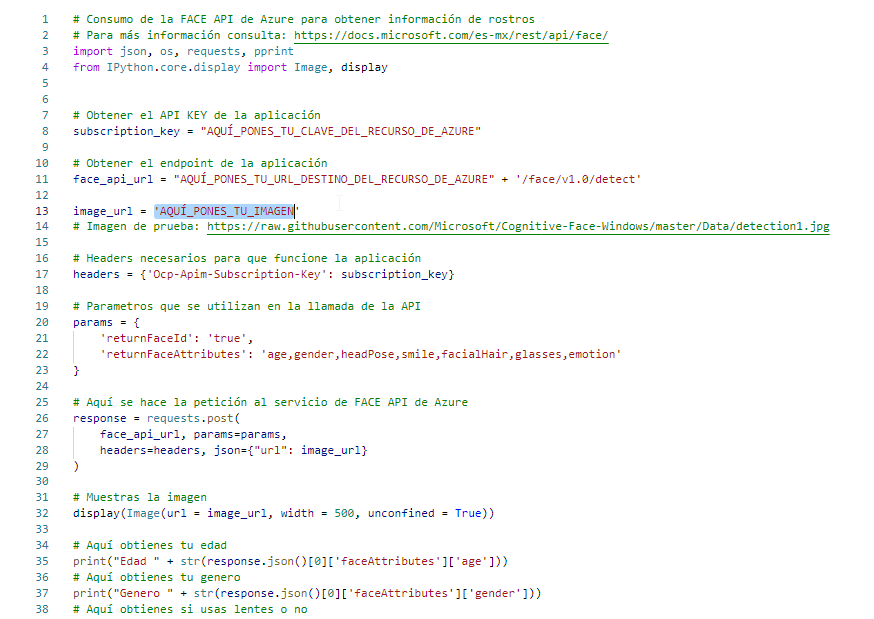 1 # Consumo de la FACE API de Azure para obtener información de rostros
2 # Para más información consulta: https://docs.microsoft.com/es-mx/rest/api/face/
3 import json, os, requests, pprint
4 from IPython.core.display import Image, display
5
6
7 # Obtener el API KEY de la aplicación
8 subscription_key = "AQUÍ_PONES_TU_CLAVE_DEL_RECURSO_DE_AZURE"
9
10 # Obtener el endpoint de la aplicación
11 face_api_url = "AQUÍ_PONES_TU_URL_DESTINO_DEL_RECURSO_DE_AZURE" + '/face/v1.0/detect'
12
13 image_url = 'AQUÍ_PONES_TU_IMAGEN'
14 # Imagen de prueba: https://raw.githubusercontent.com/Microsoft/Cognitive-Face-Windows/master/Data/detection1.jpg
15
16 # Headers necesarios para que funcione la aplicación
17 headers = {'Ocp-Apim-Subscription-Key': subscription_key}
18
19 # Parametros que se utilizan en la llamada de la API
20 params = {
21 'returnFaceId': 'true',
22 'returnFaceAttributes': 'age,gender,headPose,smile,facialHair,glasses,emotion'
23 }
24
25 # Aquí se hace la petición al servicio de FACE API de Azure
26 response = requests.post(
27 face_api_url, params=params,
28 headers=headers, json={"url": image_url}
29 )
30
31 # Muestras la imagen
32 display(Image(url = image_url, width = 500, unconfined = True))
33
34 # Aquí obtienes tu edad
35 print("Edad " + str(response.json()[0]['faceAttributes']['age']))
36 # Aquí obtienes tu genero
37 print("Genero " + str(response.json()[0]['faceAttributes']['gender']))
38 # Aquí obtienes si usas lentes o no